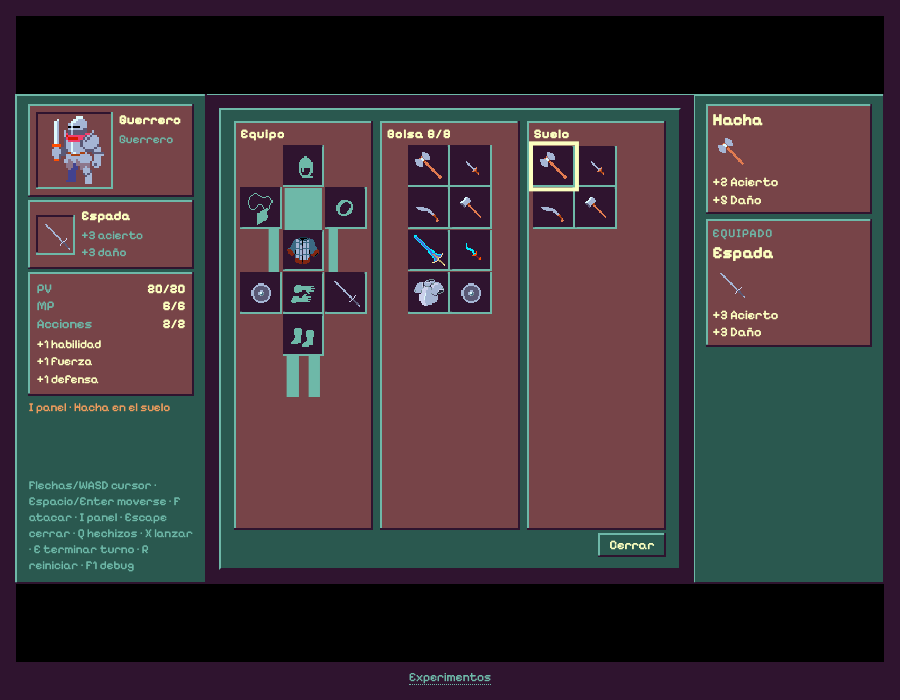 Guerrero
Guerrero
Espada
+3 acierto
+3 daño
PV 80/80
MP 6/6
Acciones 8/8
+1 habilidad
+1 fuerza
+1 defensa
I panel · Hacha en el suelo
Flechas/WASD cursor ·
Espacio/Enter moverse · F
atacar · I panel · Escape
cerrar · Q hechizos · X lanzar
· E terminar turno · R
reiniciar · F1 debug
Equipo
Bolsa 8/8
Suelo
Cerrar
Hacha
+2 Acierto
+8 Daño
EQUIPADO
Espada
+3 Acierto
+3 Daño
Experimentos